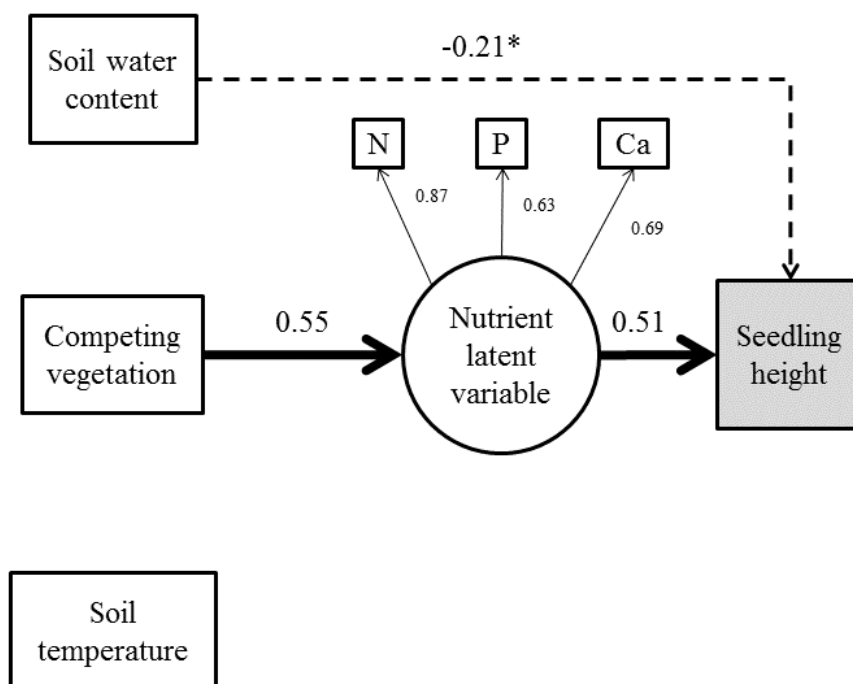 Soil water
content
-0.21*
N
P
Ca
0.87
0.63
0.69
Competing
vegetation
0.55
Nutrient
latent
variable
0.51
Seedling
height
Soil
temperature